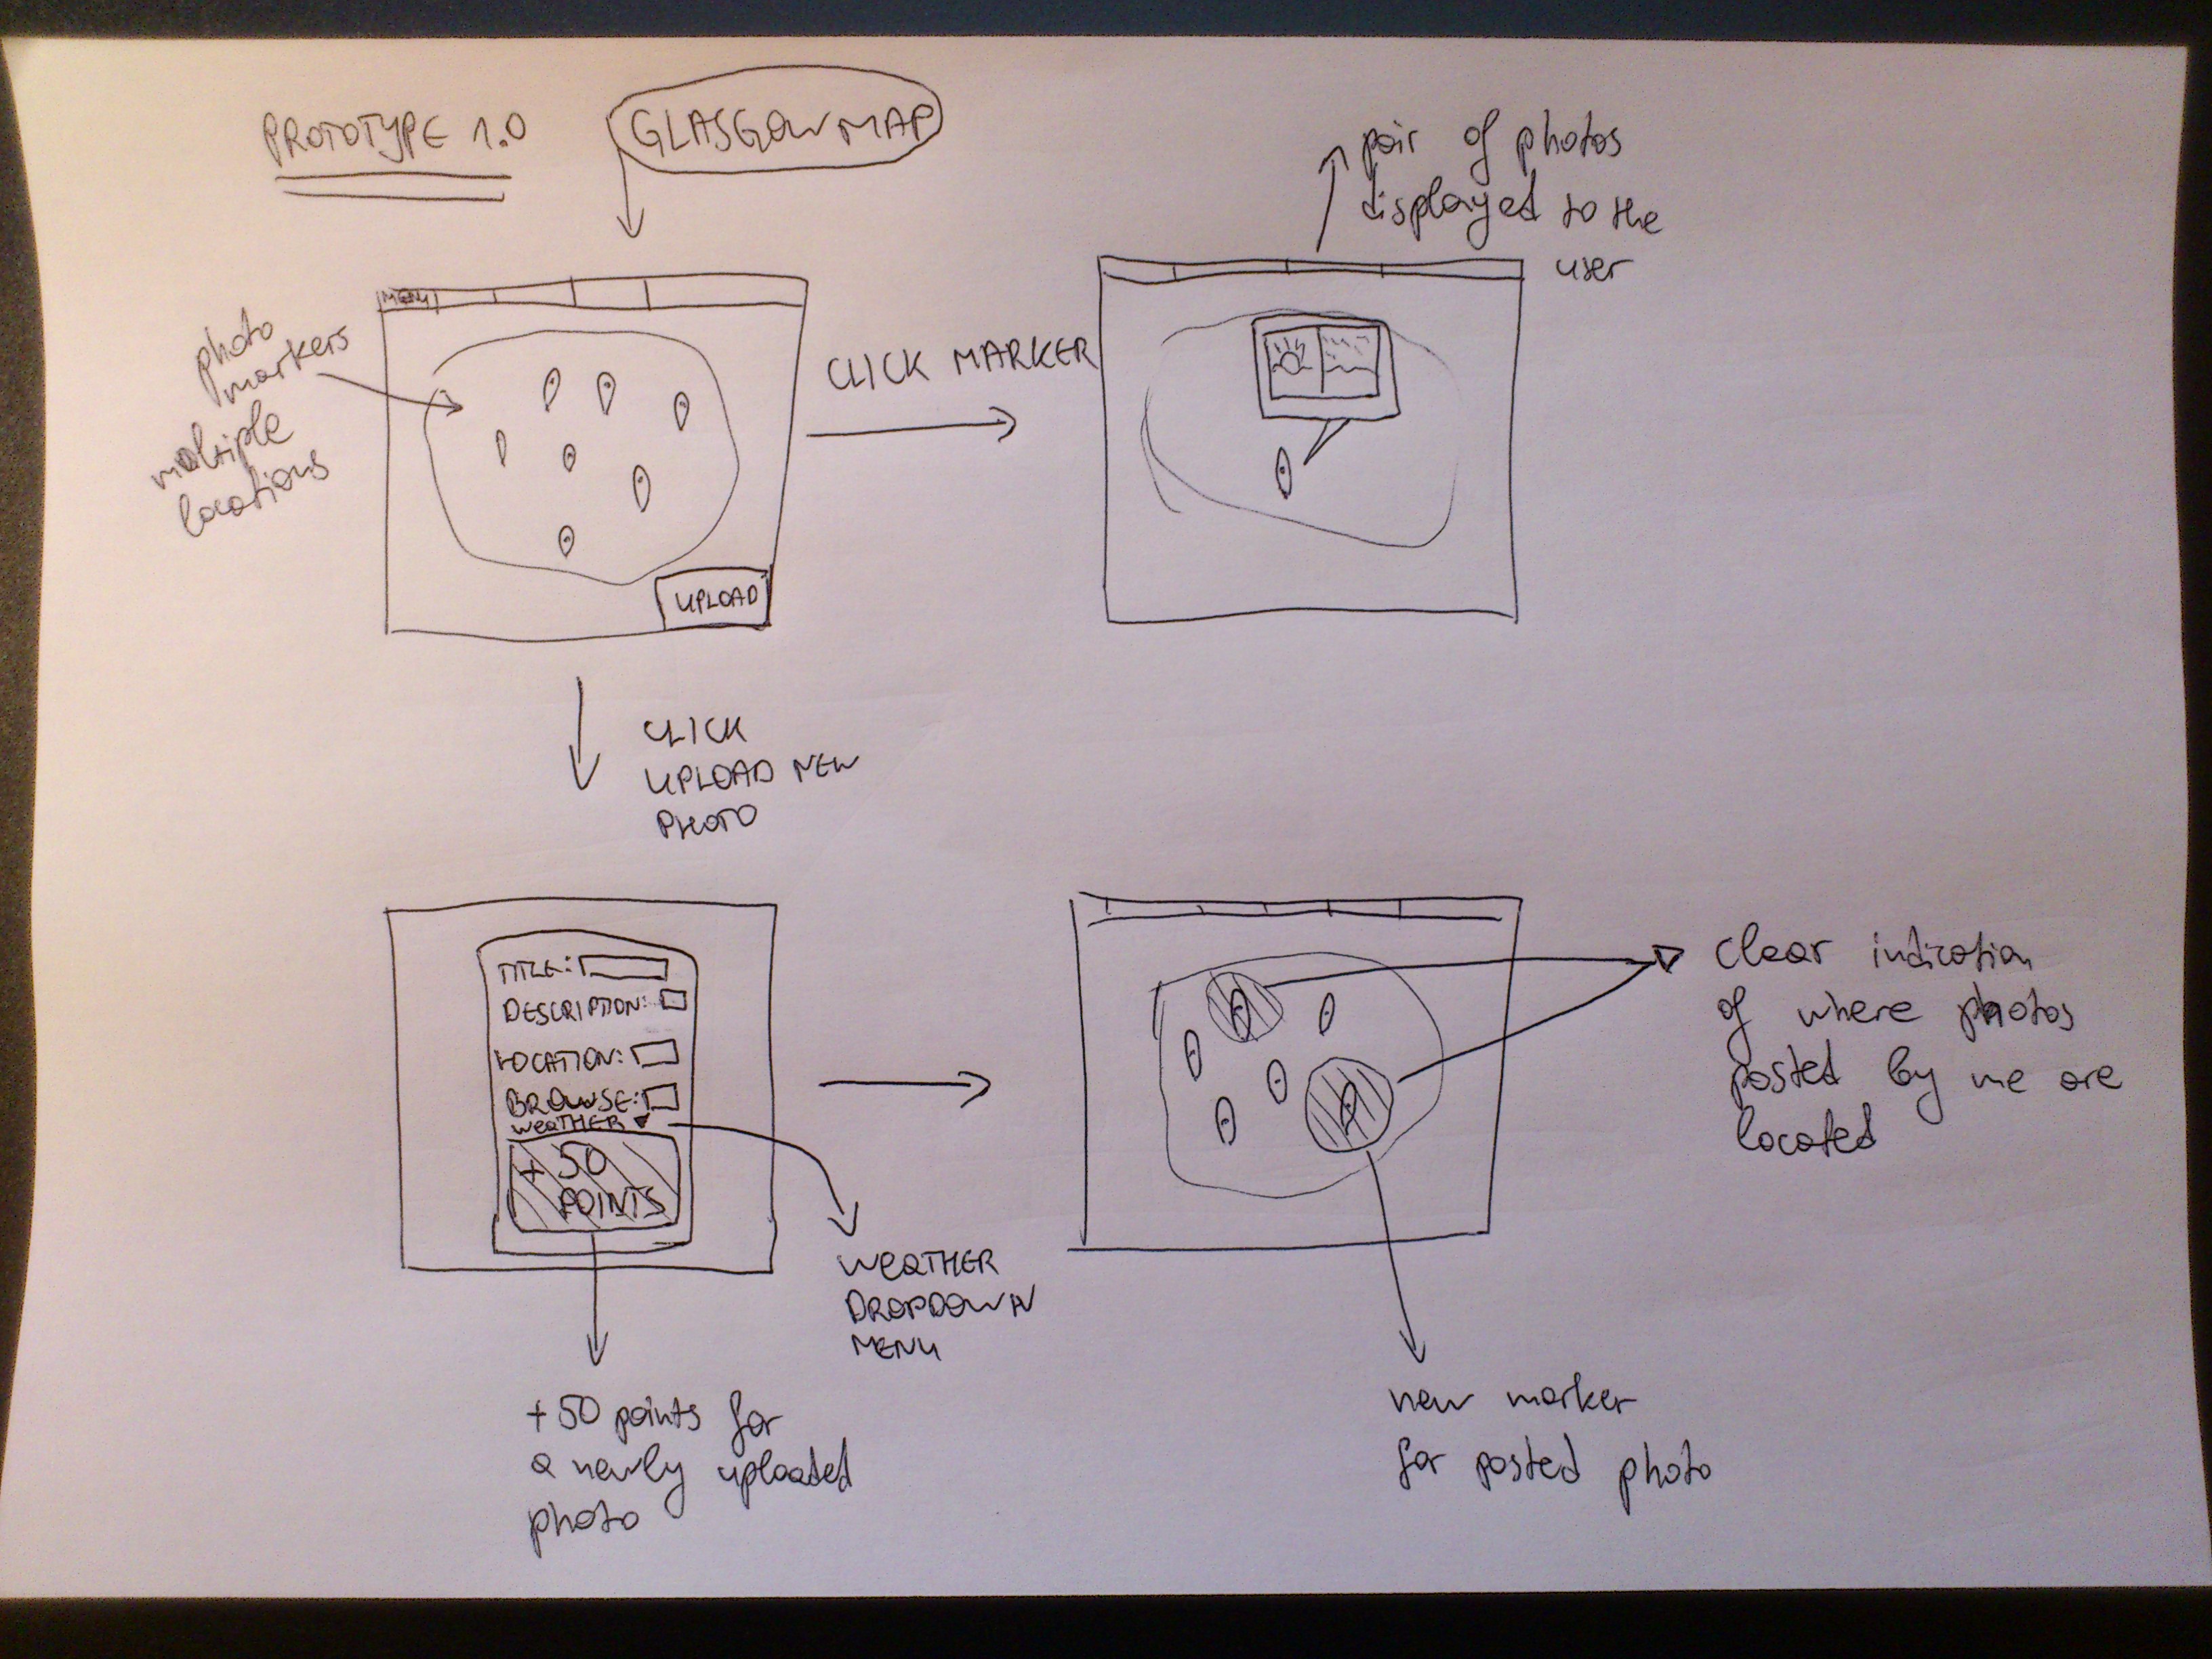 PROTOTYPE 1.0
GLASGOW MAP
photo
markers
multiple
locations
MENU
UPLOAD
CLICK MARKER
pair of photos
displayed to the
user
CLICK
UPLOAD NEW
PHOTO
TITLE:
DESCRIPTION:
LOCATION:
BROWSE:
WEATHER
+ 50
POINTS
WEATHER
DROPDOWN
MENU
+50 points for
a newly uploaded
photo
clear indication
of where photos
posted by me are
located
new marker
for posted photo